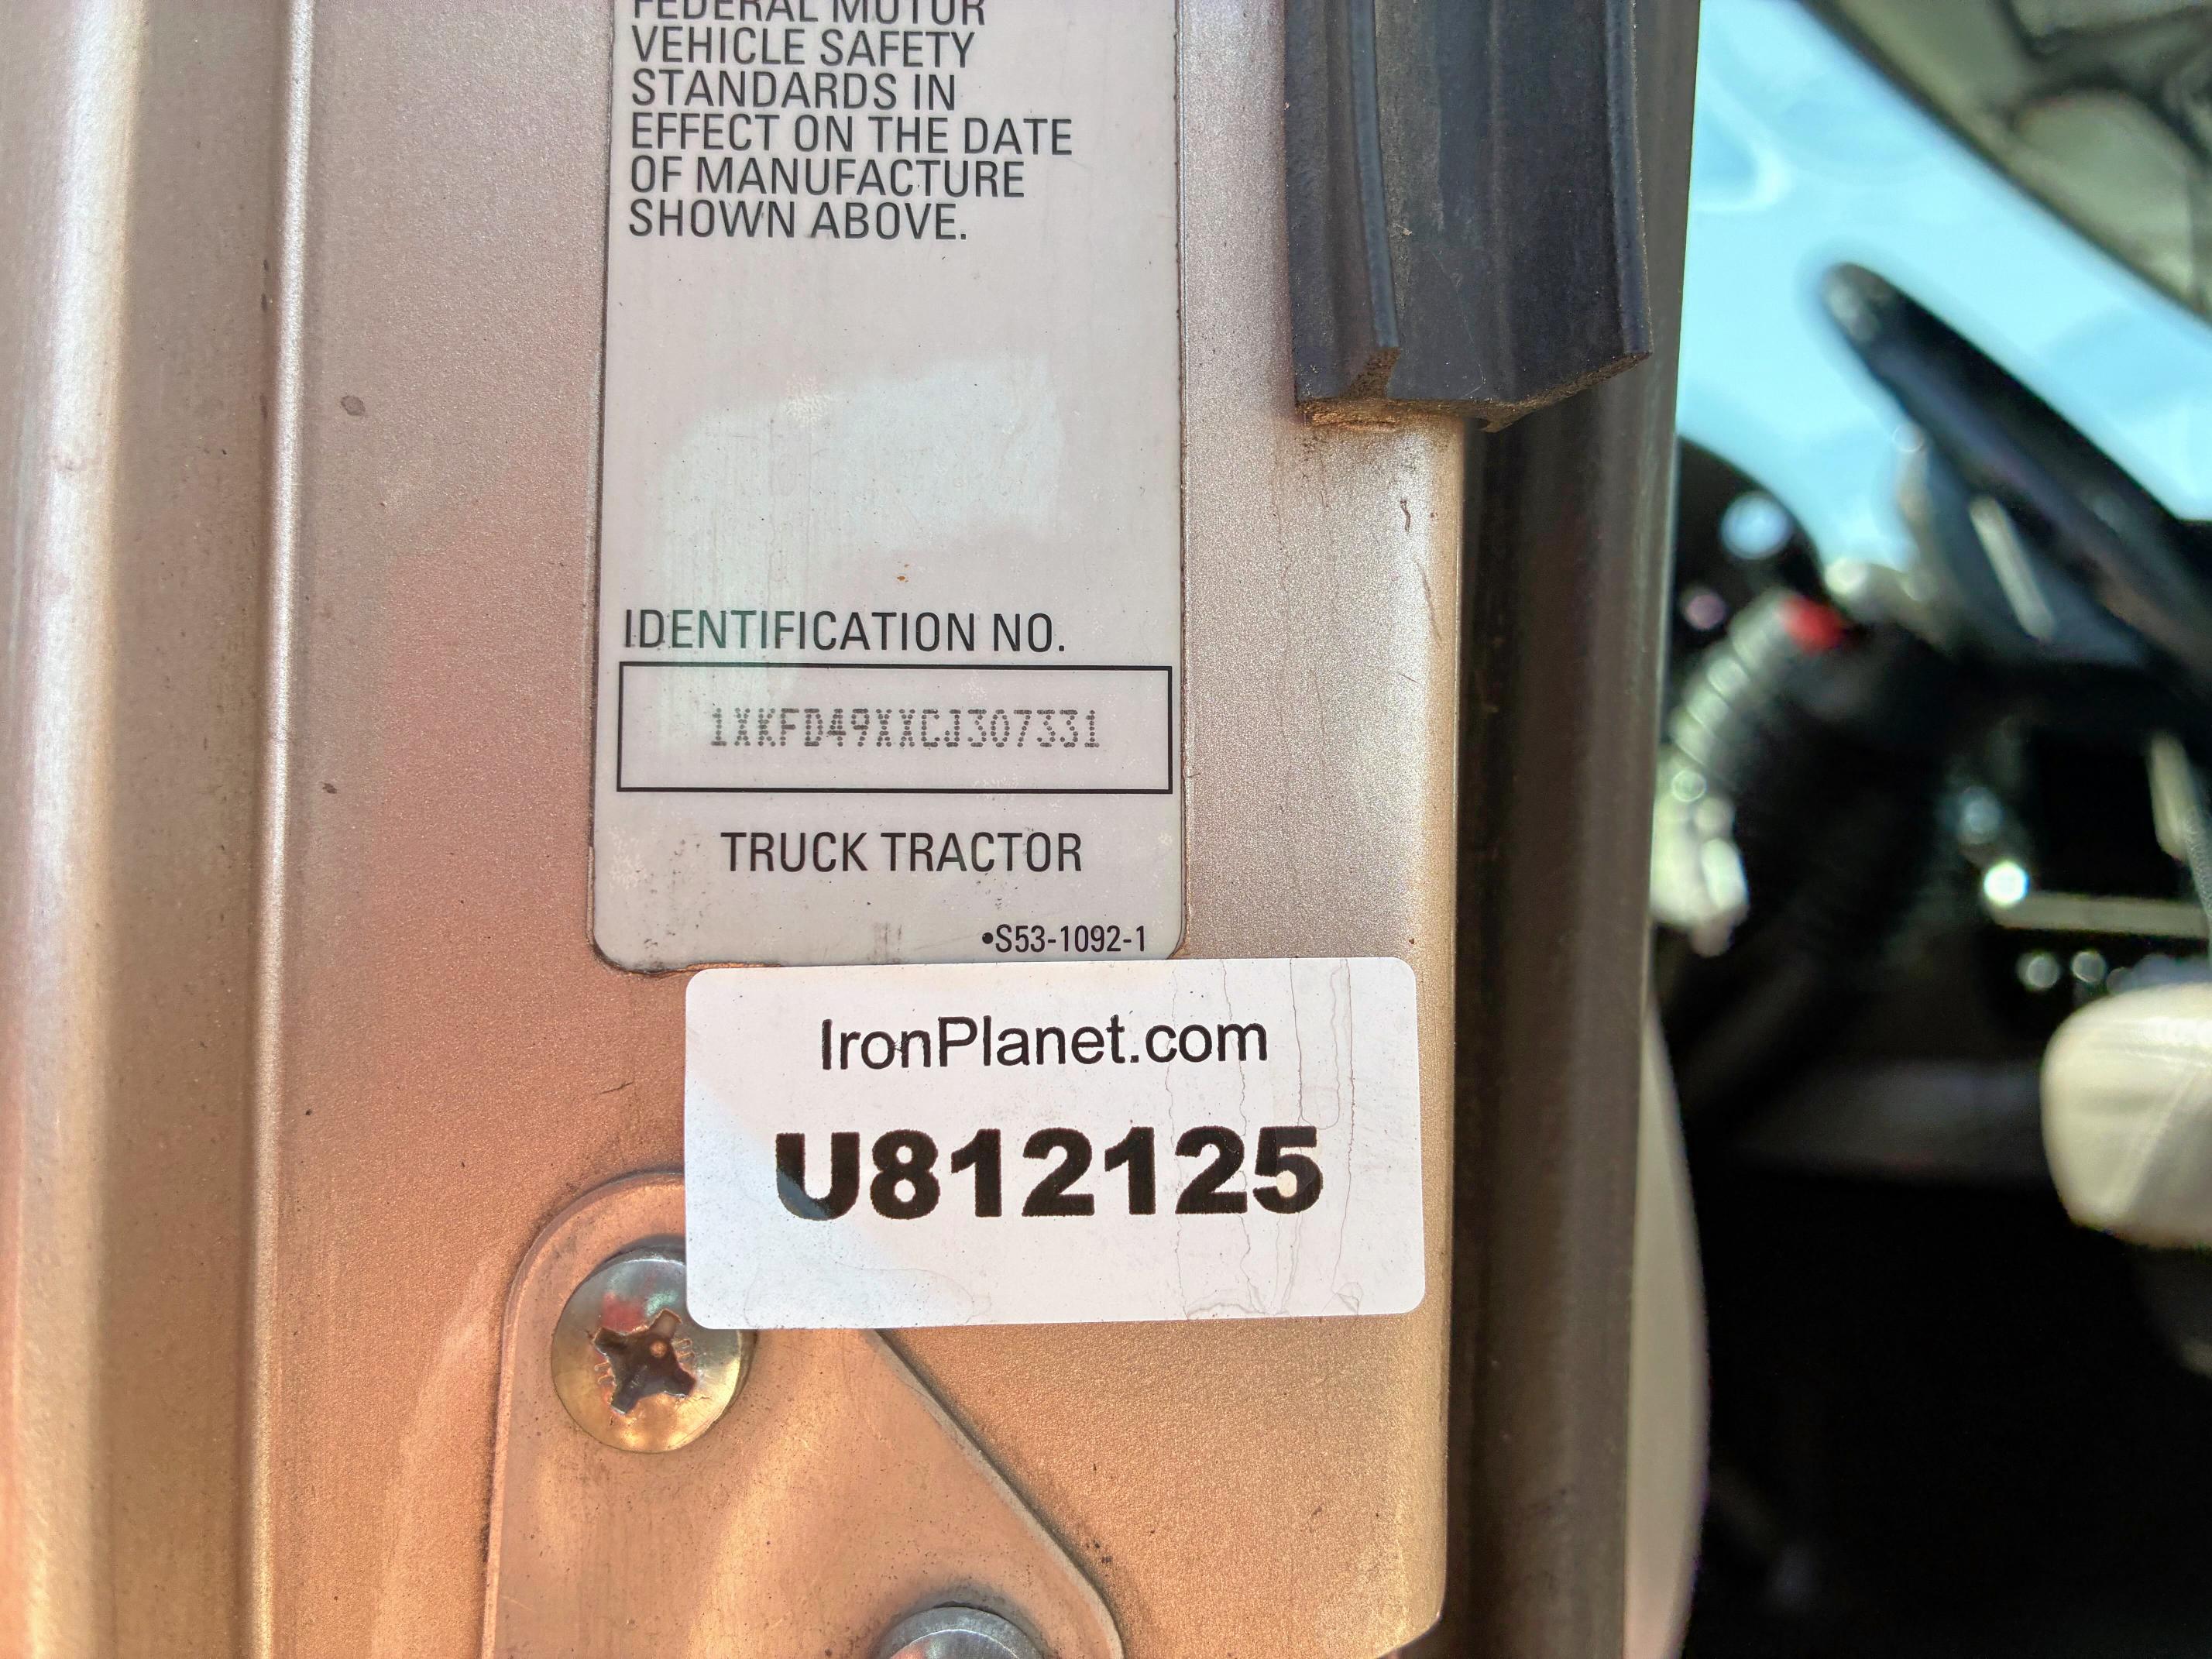 FEDERAL MOTOR
VEHICLE SAFETY
STANDARDS IN
EFFECT ON THE DATE
OF MANUFACTURE
SHOWN ABOVE.
IDENTIFICATION NO.
1XKFD49XXCJ307331
TRUCK TRACTOR
•S53-1092-1
IronPlanet.com
U812125